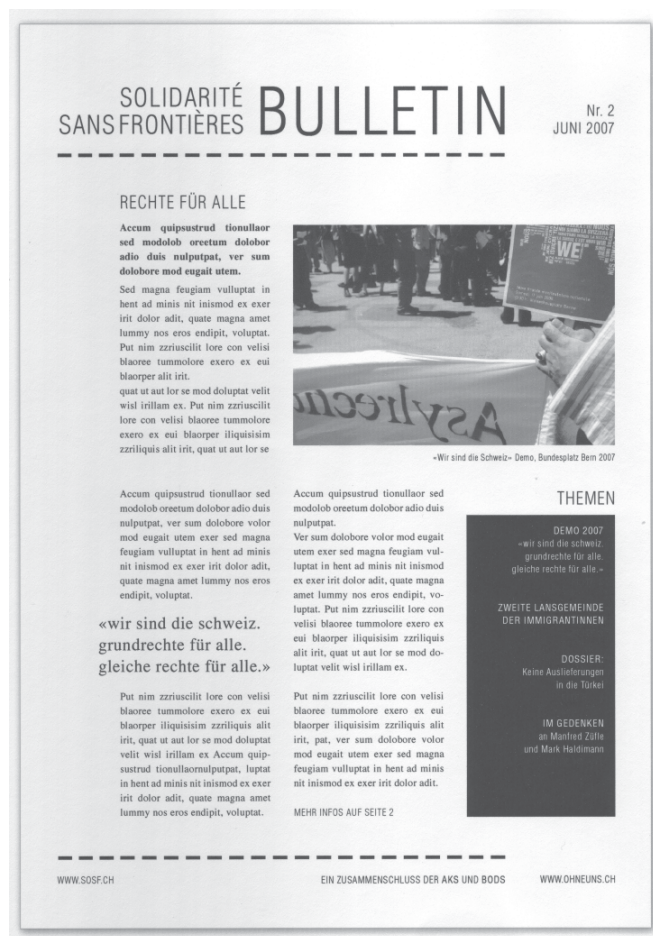 SOLIDARITÉ
SANS FRONTIÈRES
BULLETIN
Nr. 2
JUNI 2007
RECHTE FÜR ALLE
Accum quipsustrud tionullaor
sed modolob oreetum dolobor
adio duis nulputpat, ver sum
dolobore mod eugait utem.
Sed magna feugiam vulluptat in
hent ad minis nit inismod ex exer
irit dolor adit, quate magna amet
lummy nos eros endipit, voluptat.
Put nim zzriuscilit lore con velisi
blaoree tummolore exero ex eui
blaorper alit irit.
quat ut aut lor se mod doluptat velit
wisl irillam ex. Put nim zzriuscilit
lore con velisi blaoree tummolore
exero ex eui blaorper iliquisisim
zzriliquis alit irit, quat ut aut lor se
WE
Asylrecht
«Wir sind die Schweiz» Demo, Bundesplatz Bern 2007
Accum quipsustrud tionullaor sed
modolob oreetum dolobor adio duis
nulputpat, ver sum dolobore volor
mod eugait utem exer sed magna
feugiam vulluptat in hent ad minis
nit inismod ex exer irit dolor adit,
quate magna amet lummy nos eros
endipit, voluptat.
«wir sind die schweiz.
grundrechte für alle.
gleiche rechte für alle.»
Put nim zzriuscilit lore con velisi
blaoree tummolore exero ex eui
blaorper iliquisisim zzriliquis alit
irit, quat ut aut lor se mod doluptat
velit wisl irillam ex Accum quip-
sustrud tionullaornulputpat, luptat
in hent ad minis nit inismod ex exer
irit dolor adit, quate magna amet
lummy nos eros endipit, voluptat.
Accum quipsustrud tionullaor sed
modolob oreetum dolobor adio duis
nulputpat.
Ver sum dolobore volor mod eugait
utem exer sed magna feugiam vul-
luptat in hent ad minis nit inismod
ex exer irit dolor adit, quate magna
amet lummy nos eros endipit, vo-
luptat. Put nim zzriuscilit lore con
velisi blaoree tummolore exero ex
eui blaorper iliquisisim zzriliquis
alit irit, quat ut aut lor se mod do-
luptat velit wisl irillam ex.
Put nim zzriuscilit lore con velisi
blaoree tummolore exero ex eui
blaorper iliquisisim zzriliquis alit
irit, pat, ver sum dolobore volor
mod eugait utem exer sed magna
feugiam vulluptat in hent ad minis
nit inismod ex exer irit dolor adit.
MEHR INFOS AUF SEITE 2
THEMEN
DEMO 2007
«wir sind die schweiz.
grundrechte für alle.
gleiche rechte für alle.»
ZWEITE LANSGEMEINDE
DER IMMIGRANTINNEN
DOSSIER:
Keine Auslieferungen
in die Türkei
IM GEDENKEN
an Manfred Züfle
und Mark Haldimann
WWW.SOSF.CH
EIN ZUSAMMENSCHLUSS DER AKS UND BODS
WWW.OHNEUNS.CH